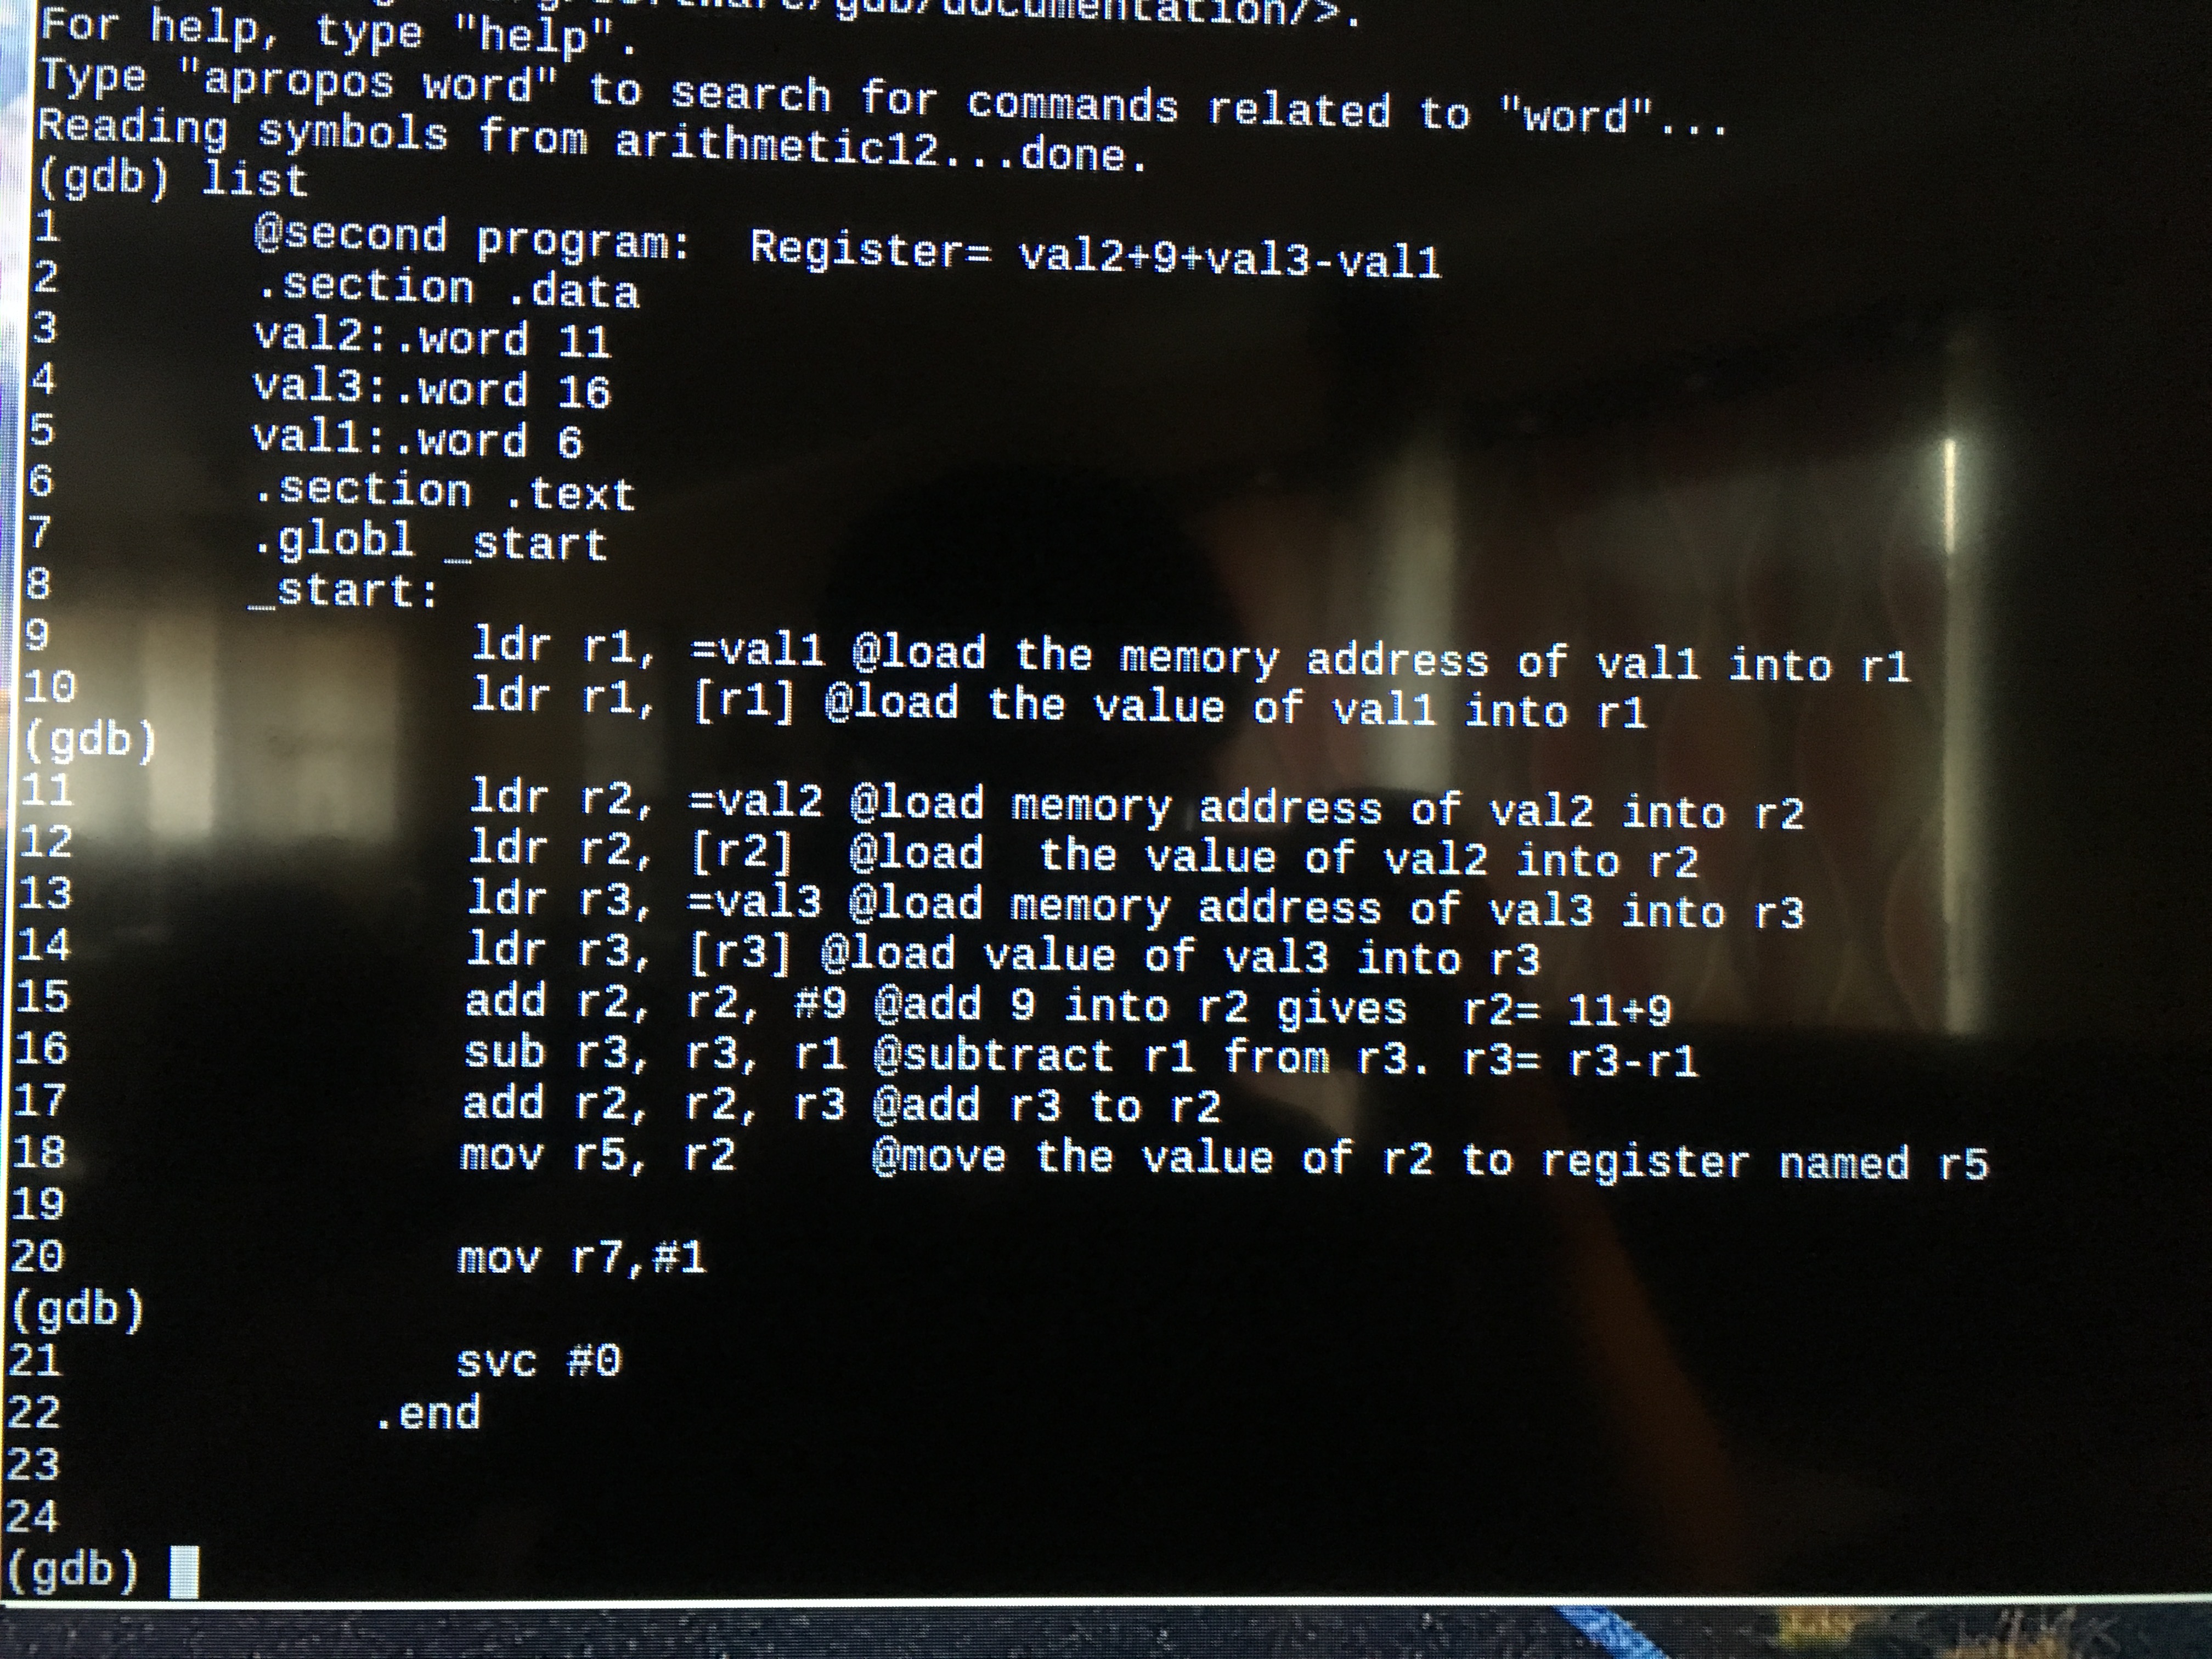 /gdb/documentation/>.
For help, type "help".
Type "apropos word" to search for commands related to "word"...
Reading symbols from arithmetic12...done.
(gdb) list
1 @second program:  Register= val2+9+val3-val1
2 .section .data
3 val2:.word 11
4 val3:.word 16
5 val1:.word 6
6 .section .text
7 .globl _start
8 _start:
9 ldr r1, =val1 @load the memory address of val1 into r1
10 ldr r1, [r1] @load the value of val1 into r1
(gdb)
11 ldr r2, =val2 @load memory address of val2 into r2
12 ldr r2, [r2]  @load  the value of val2 into r2
13 ldr r3, =val3 @load memory address of val3 into r3
14 ldr r3, [r3] @load value of val3 into r3
15 add r2, r2, #9 @add 9 into r2 gives  r2= 11+9
16 sub r3, r3, r1 @subtract r1 from r3. r3= r3-r1
17 add r2, r2, r3 @add r3 to r2
18 mov r5, r2     @move the value of r2 to register named r5
19
20 mov r7,#1
(gdb)
21 svc #0
22 .end
23
24
(gdb)